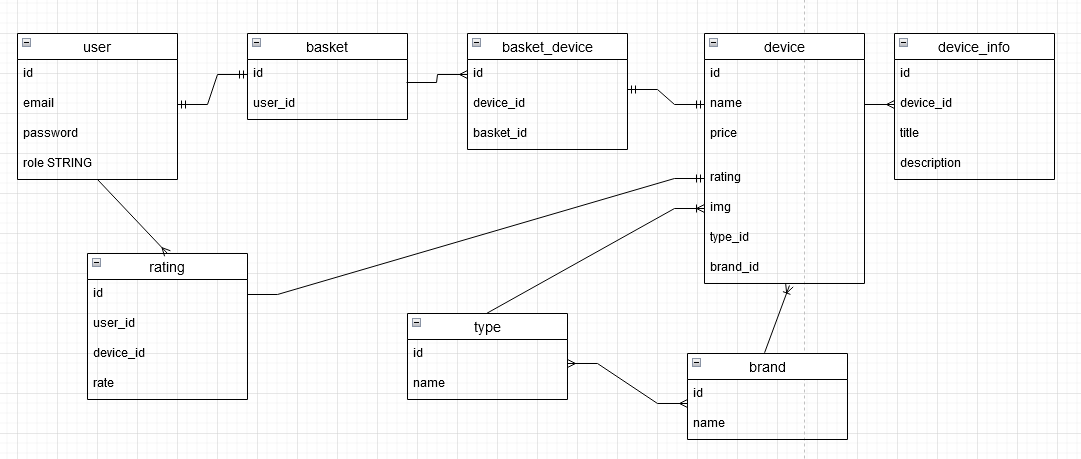 user
id
email
password
role STRING
basket
id
user_id
basket_device
id
device_id
basket_id
device
id
name
price
rating
img
type_id
brand_id
device_info
id
device_id
title
description
rating
id
user_id
device_id
rate
type
id
name
brand
id
name